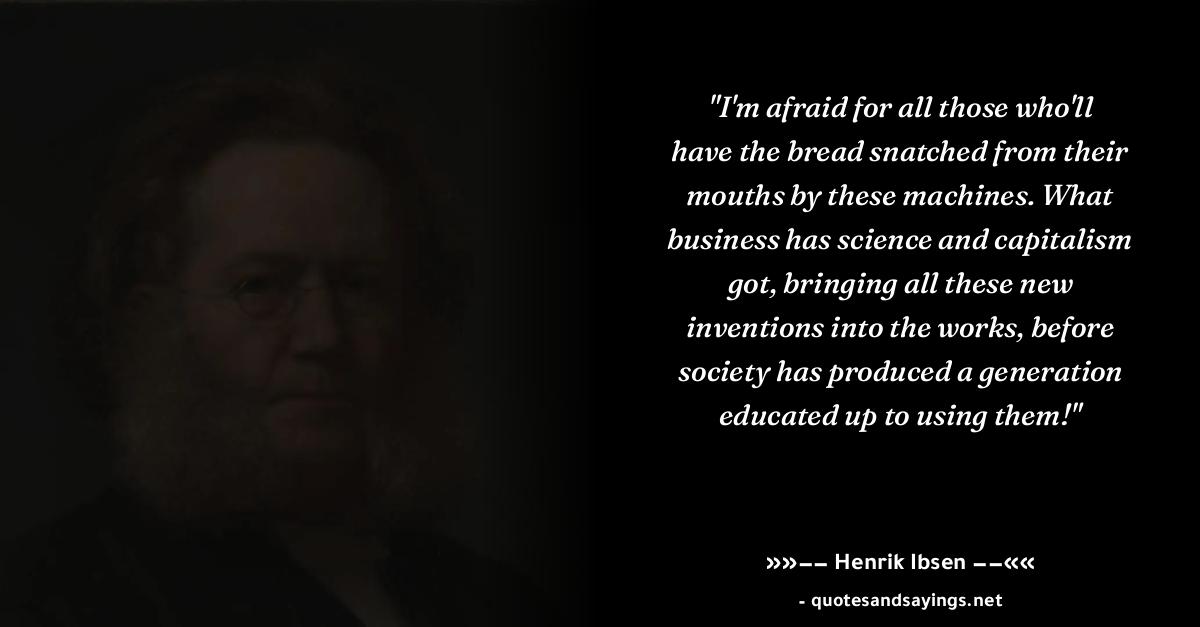 "I'm afraid for all those who'll
have the bread snatched from their
mouths by these machines. What
business has science and capitalism
got, bringing all these new
inventions into the works, before
society has produced a generation
educated up to using them!"
»»–– Henrik Ibsen ––««
- quotesandsayings.net